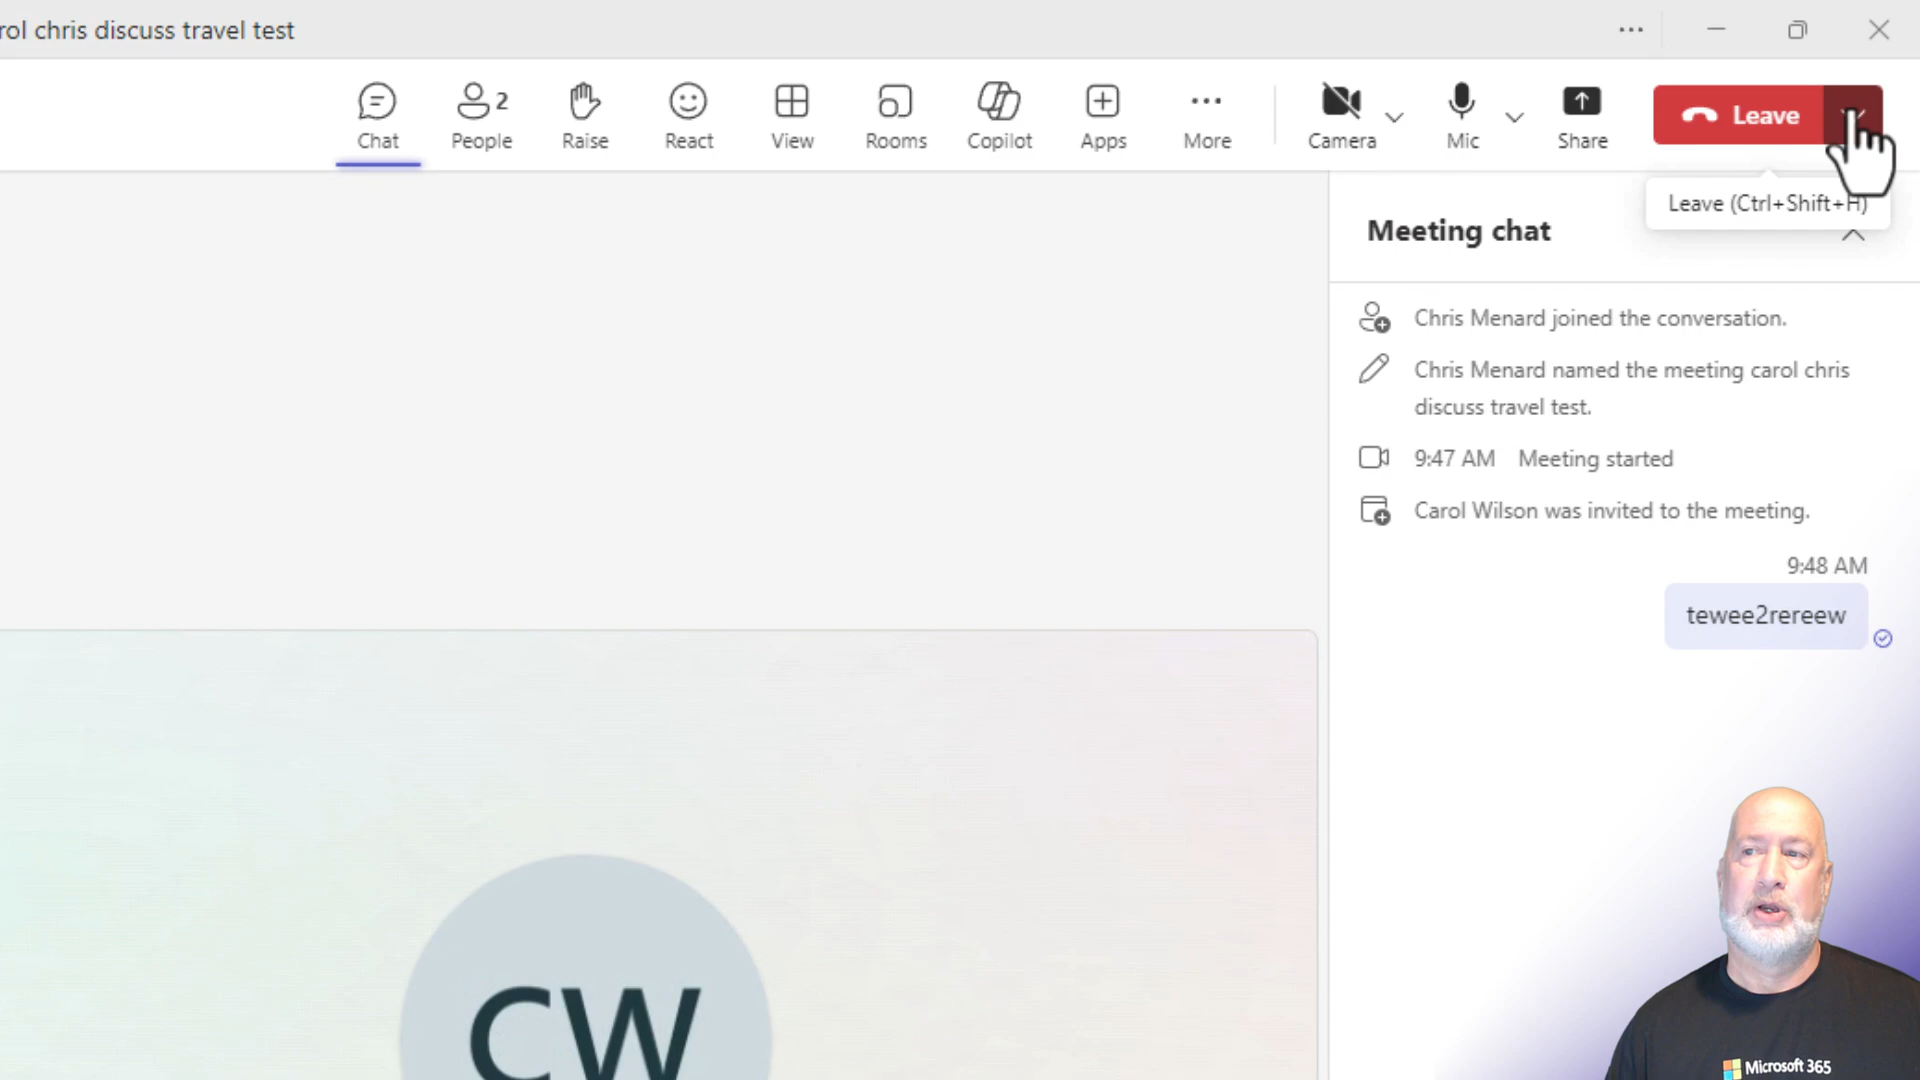 rol chris discuss travel test
Chat
2
People
Raise
React
View
Rooms
Copilot
Apps
More
Camera
Mic
Share
Leave
Leave (Ctrl+Shift+H)
Meeting chat
Chris Menard joined the conversation.
Chris Menard named the meeting carol chris
discuss travel test.
9:47 AM Meeting started
Carol Wilson was invited to the meeting.
9:48 AM
tewee2rereew
CW
Microsoft 365